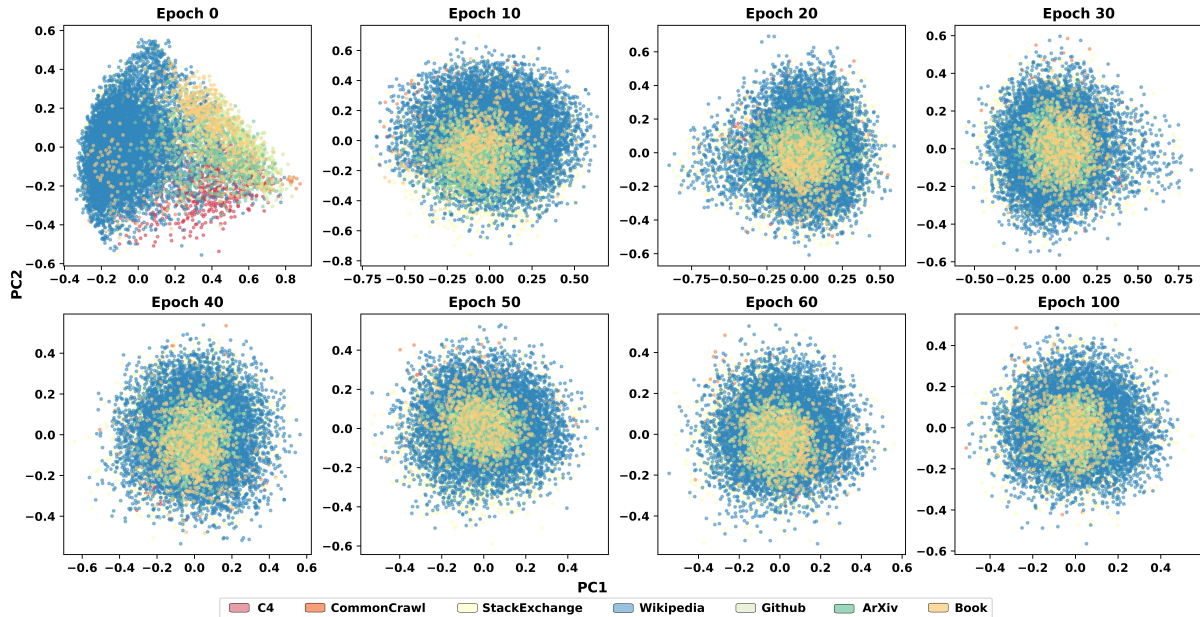 Epoch 0 Epoch 10 Epoch 20 Epoch 30
0.6 0.4 0.2 0.0 −0.2 −0.4 −0.6
−0.4 −0.2 0.0 0.2 0.4 0.6 0.8
0.6 0.4 0.2 0.0 −0.2 −0.4 −0.6 −0.8
−0.75 −0.50 −0.25 0.00 0.25 0.50
0.6 0.4 0.2 0.0 −0.2 −0.4 −0.6
−0.75 −0.50 −0.25 0.00 0.25 0.50
0.6 0.4 0.2 0.0 −0.2 −0.4 −0.6
−0.50 −0.25 0.00 0.25 0.50 0.75
PC2
Epoch 40 Epoch 50 Epoch 60 Epoch 100
0.4 0.2 0.0 −0.2 −0.4
−0.6 −0.4 −0.2 0.0 0.2 0.4 0.6
0.4 0.2 0.0 −0.2 −0.4 −0.6
−0.4 −0.2 0.0 0.2 0.4
0.4 0.2 0.0 −0.2 −0.4
−0.4 −0.2 0.0 0.2 0.4 0.6
0.4 0.2 0.0 −0.2 −0.4 −0.6
−0.4 −0.2 0.0 0.2 0.4
PC1
C4 CommonCrawl StackExchange Wikipedia Github ArXiv Book